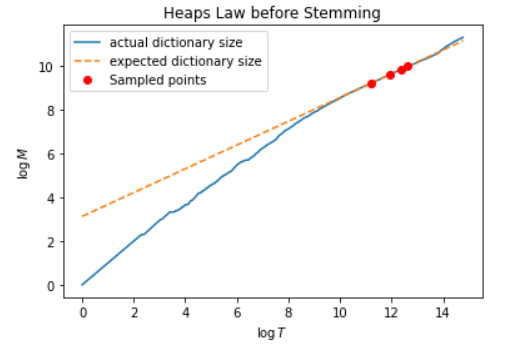 Heaps Law before Stemming
actual dictionary size
expected dictionary size
Sampled points
10
8
6
4
2
0
log M
0 2 4 6 8 10 12 14
log T